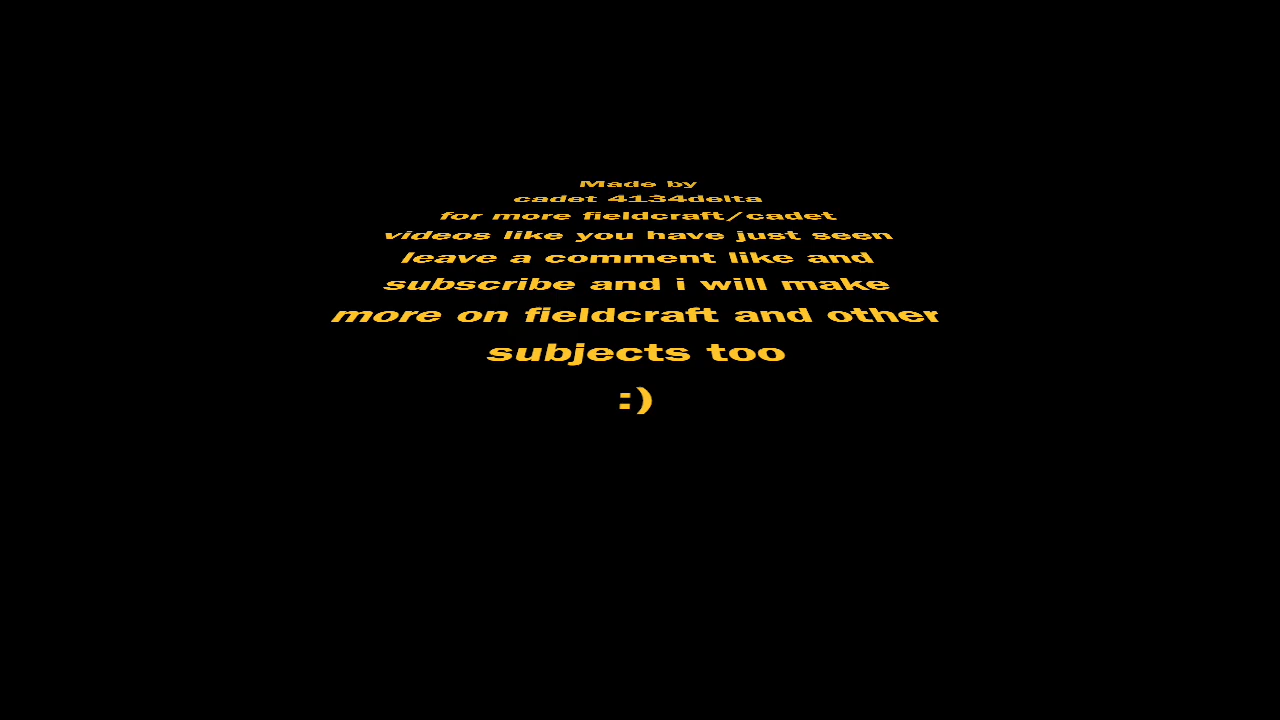 Made by
cadet 4134delta
for more fieldcraft/cadet
videos like you have just seen
leave a comment like and
subscribe and i will make
more on fieldcraft and other
subjects too
:)